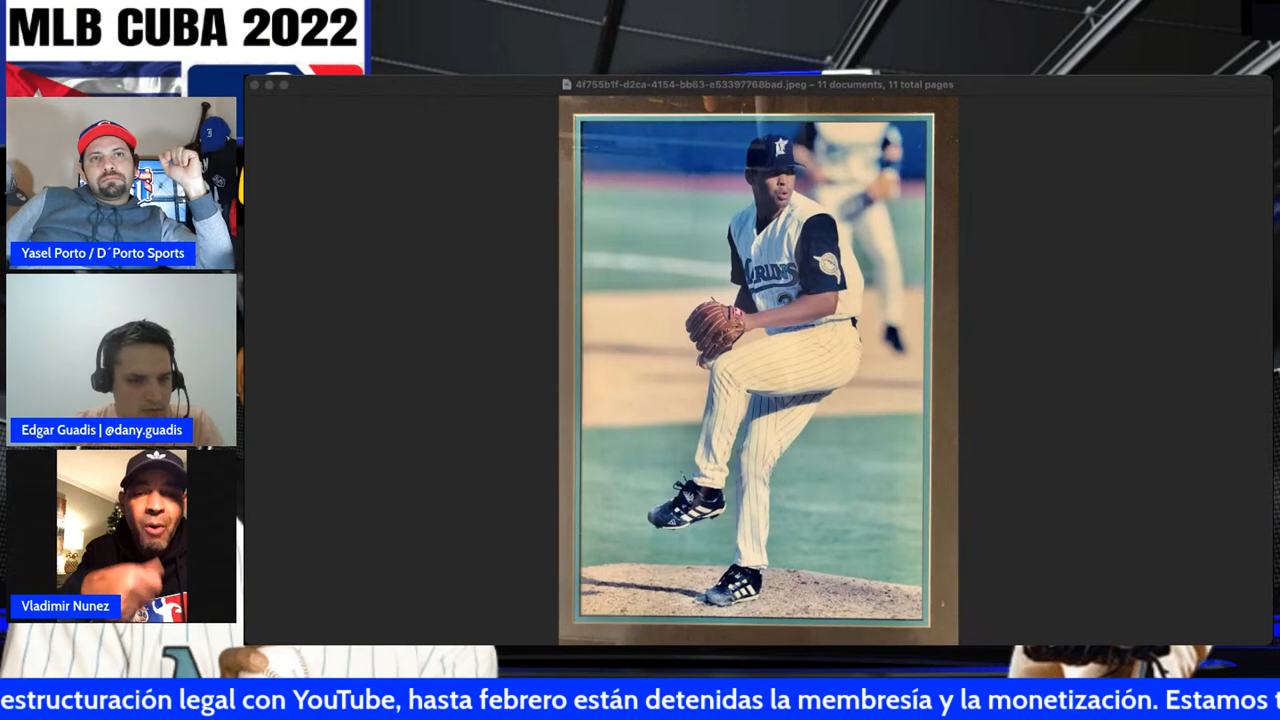 MLB CUBA 2022
4f755b1f-d2ca-4154-bb63-e53397768bad.jpeg – 11 documents, 11 total pages
Yasel Porto / D´Porto Sports
Edgar Guadis | @dany.guadis
Vladimir Nunez
MARLINS
estructuración legal con YouTube, hasta febrero están detenidas la membresía y la monetización. Estamos